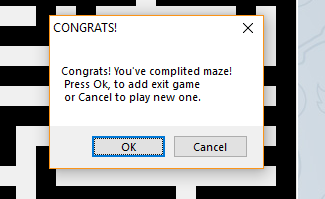 CONGRATS!
Congrats! You've complited maze!
Press Ok, to add exit game
or Cancel to play new one.
OK
Cancel